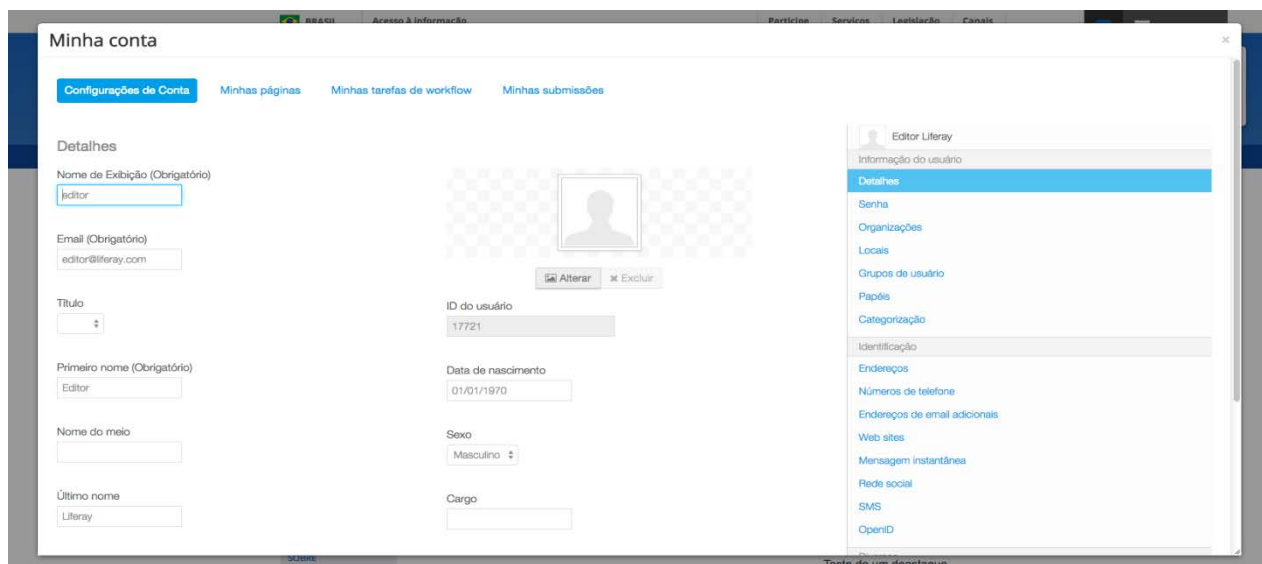 BRASIL Acesso à informação Participe Serviços Legislação Canais
Minha conta
×
Configurações de Conta Minhas páginas Minhas tarefas de workflow Minhas submissões
Detalhes
Nome de Exibição (Obrigatório)
editor
Email (Obrigatório)
editor@liferay.com
Título
Primeiro nome (Obrigatório)
Editor
Nome do meio
Último nome
Liferay
Alterar × Excluir
ID do usuário
17721
Data de nascimento
01/01/1970
Sexo
Masculino
Cargo
Editor Liferay
Informação do usuário
Detalhes
Senha
Organizações
Locais
Grupos de usuário
Papéis
Categorização
Identificação
Endereços
Números de telefone
Endereços de email adicionais
Web sites
Mensagem instantânea
Rede social
SMS
OpenID
SOBRE
Teste de um destaque